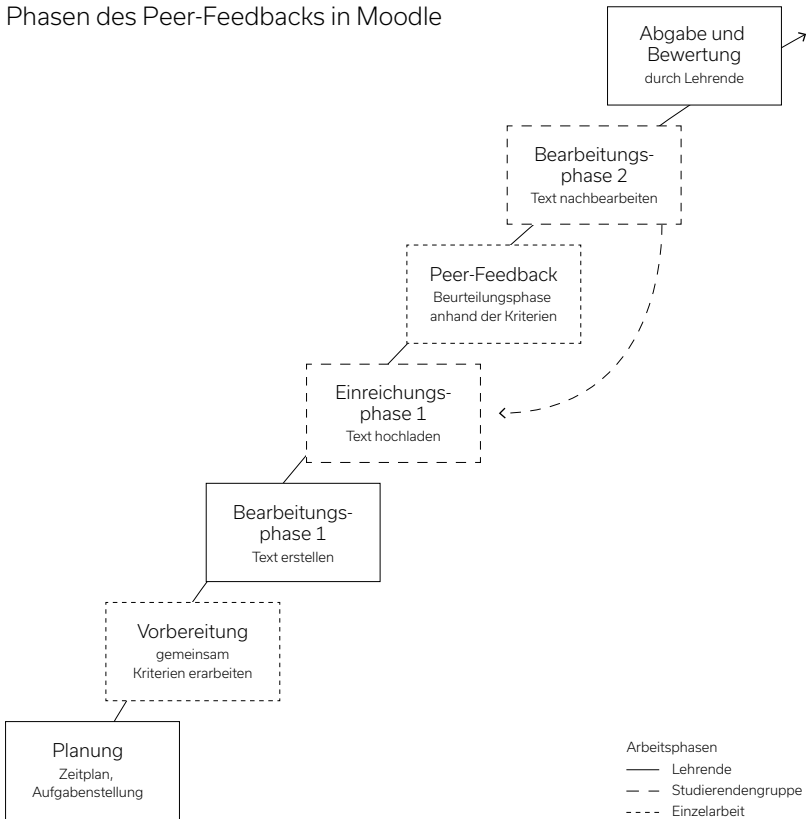 Phasen des Peer-Feedbacks in Moodle
Abgabe und
Bewertung
durch Lehrende
Bearbeitungs-
phase 2
Text nachbearbeiten
Peer-Feedback
Beurteilungsphase
anhand der Kriterien
Einreichungs-
phase 1
Text hochladen
Bearbeitungs-
phase 1
Text erstellen
Vorbereitung
gemeinsam
Kriterien erarbeiten
Planung
Zeitplan,
Aufgabenstellung
Arbeitsphasen
Lehrende
Studierendengruppe
Einzelarbeit